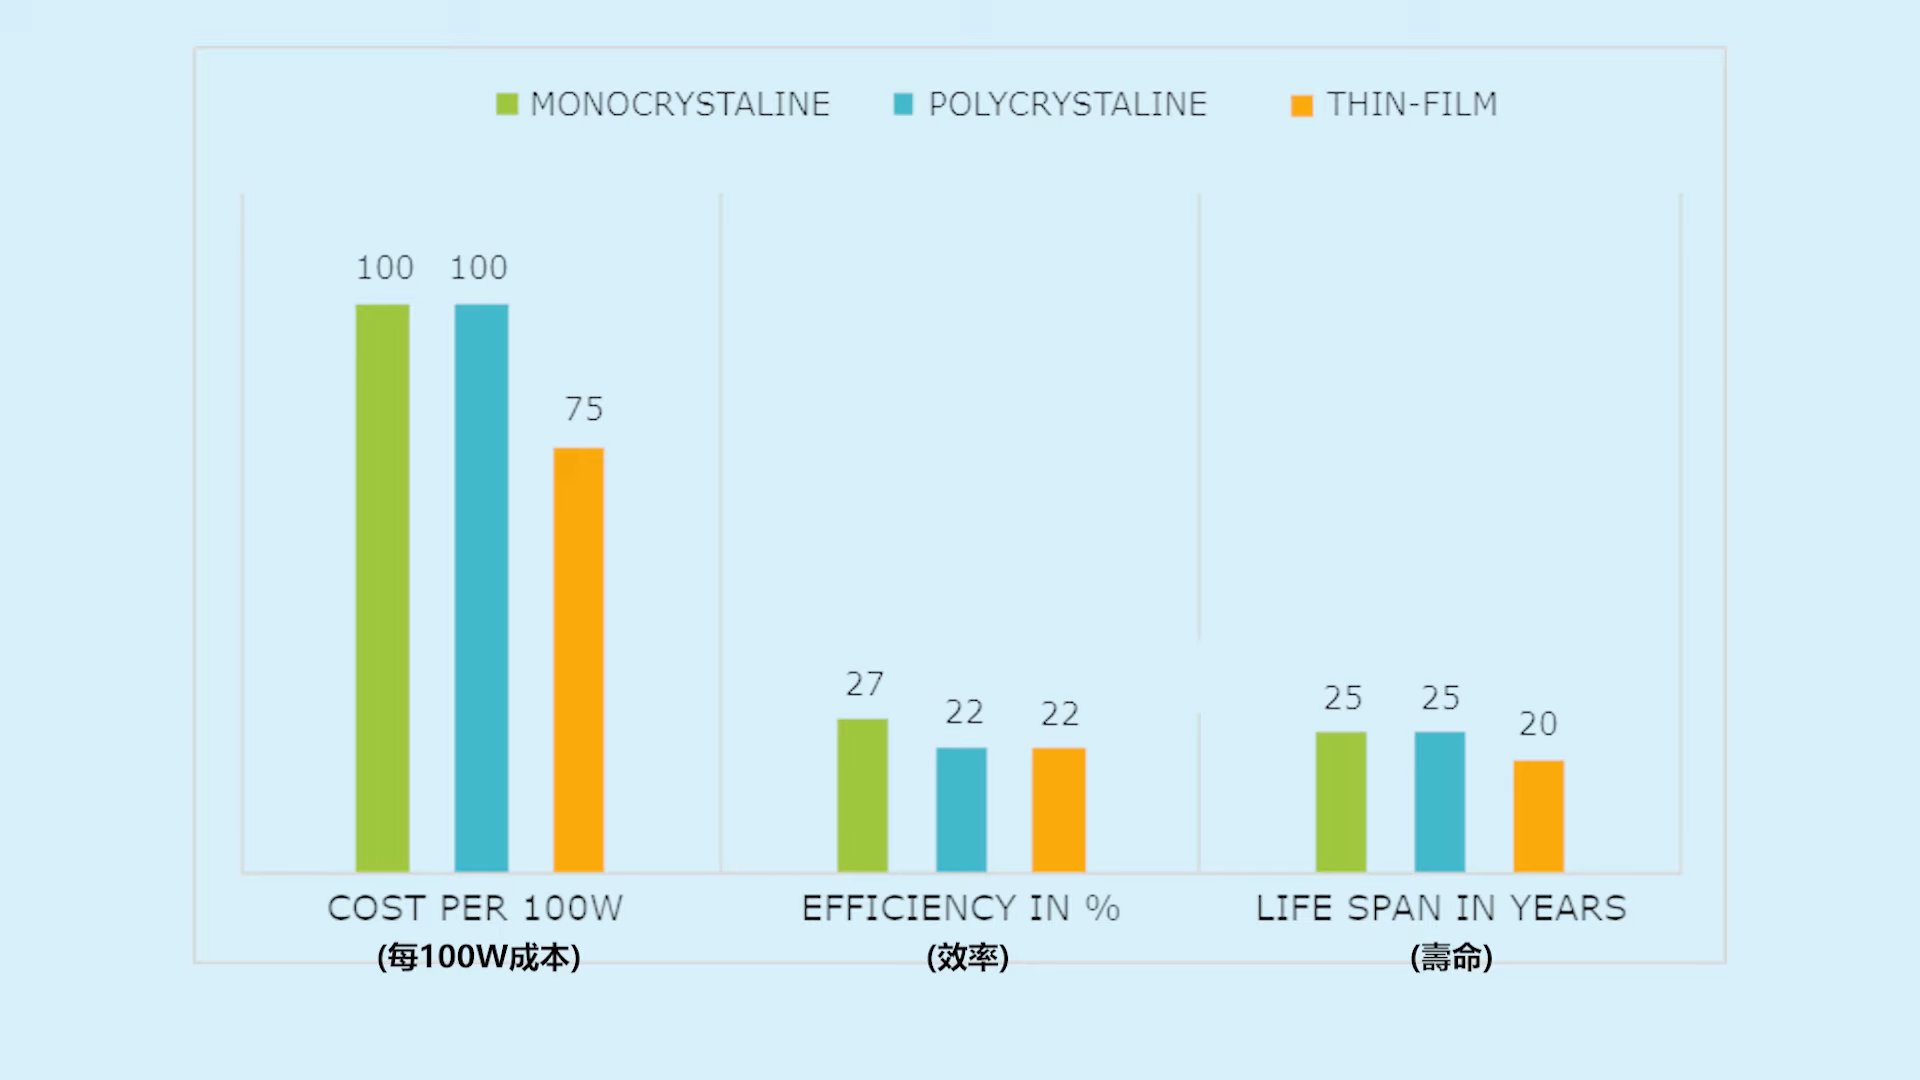 MONOCRYSTALINE POLYCRYSTALINE THIN-FILM
100 100 75
27 22 22
25 25 20
COST PER 100W EFFICIENCY IN % LIFE SPAN IN YEARS
(每100W成本) (效率) (壽命)